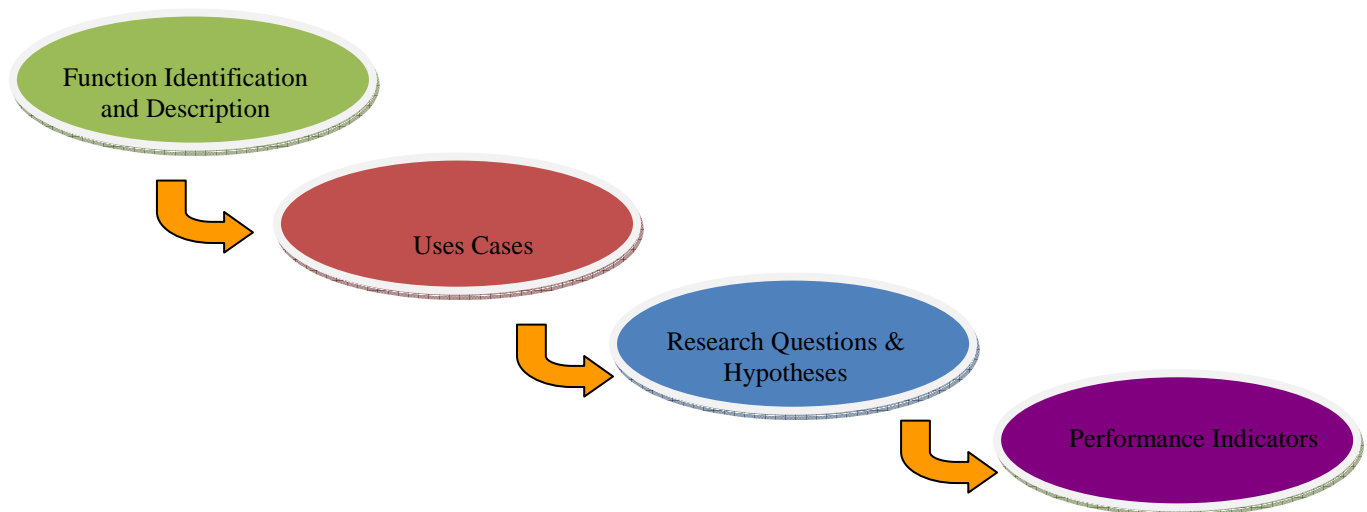 Function Identification
and Description
Uses Cases
Research Questions &
Hypotheses
Performance Indicators